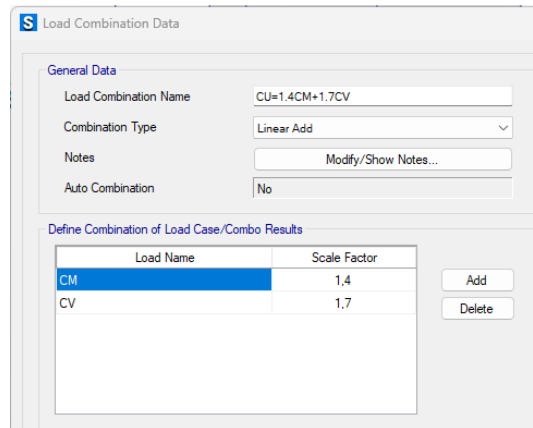 S Load Combination Data
General Data
Load Combination Name CU=1.4CM+1.7CV
Combination Type Linear Add
Notes Modify/Show Notes...
Auto Combination No
Define Combination of Load Case/Combo Results
Load Name Scale Factor
CM 1,4 Add
CV 1,7 Delete